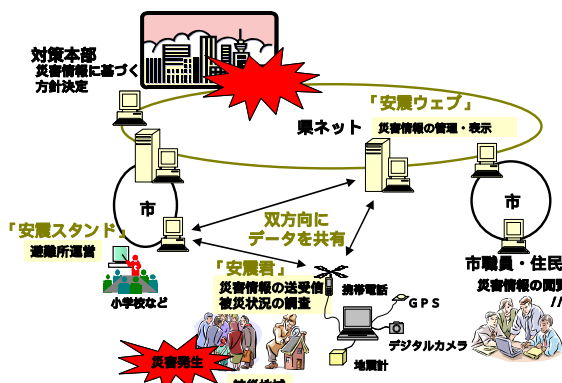 対策本部
災害情報に基づく
方針決定
「安震ウェブ」
県ネット
災害情報の管理・表示
市
市
「安震スタンド」
避難所運営
小学校など
双方向に
データを共有
「安震君」
災害情報の送受信
被災状況の調査
携帯電話
ＧＰＳ
デジタルカメラ
地震計
市職員・住民
災害情報の閲覧
災害発生